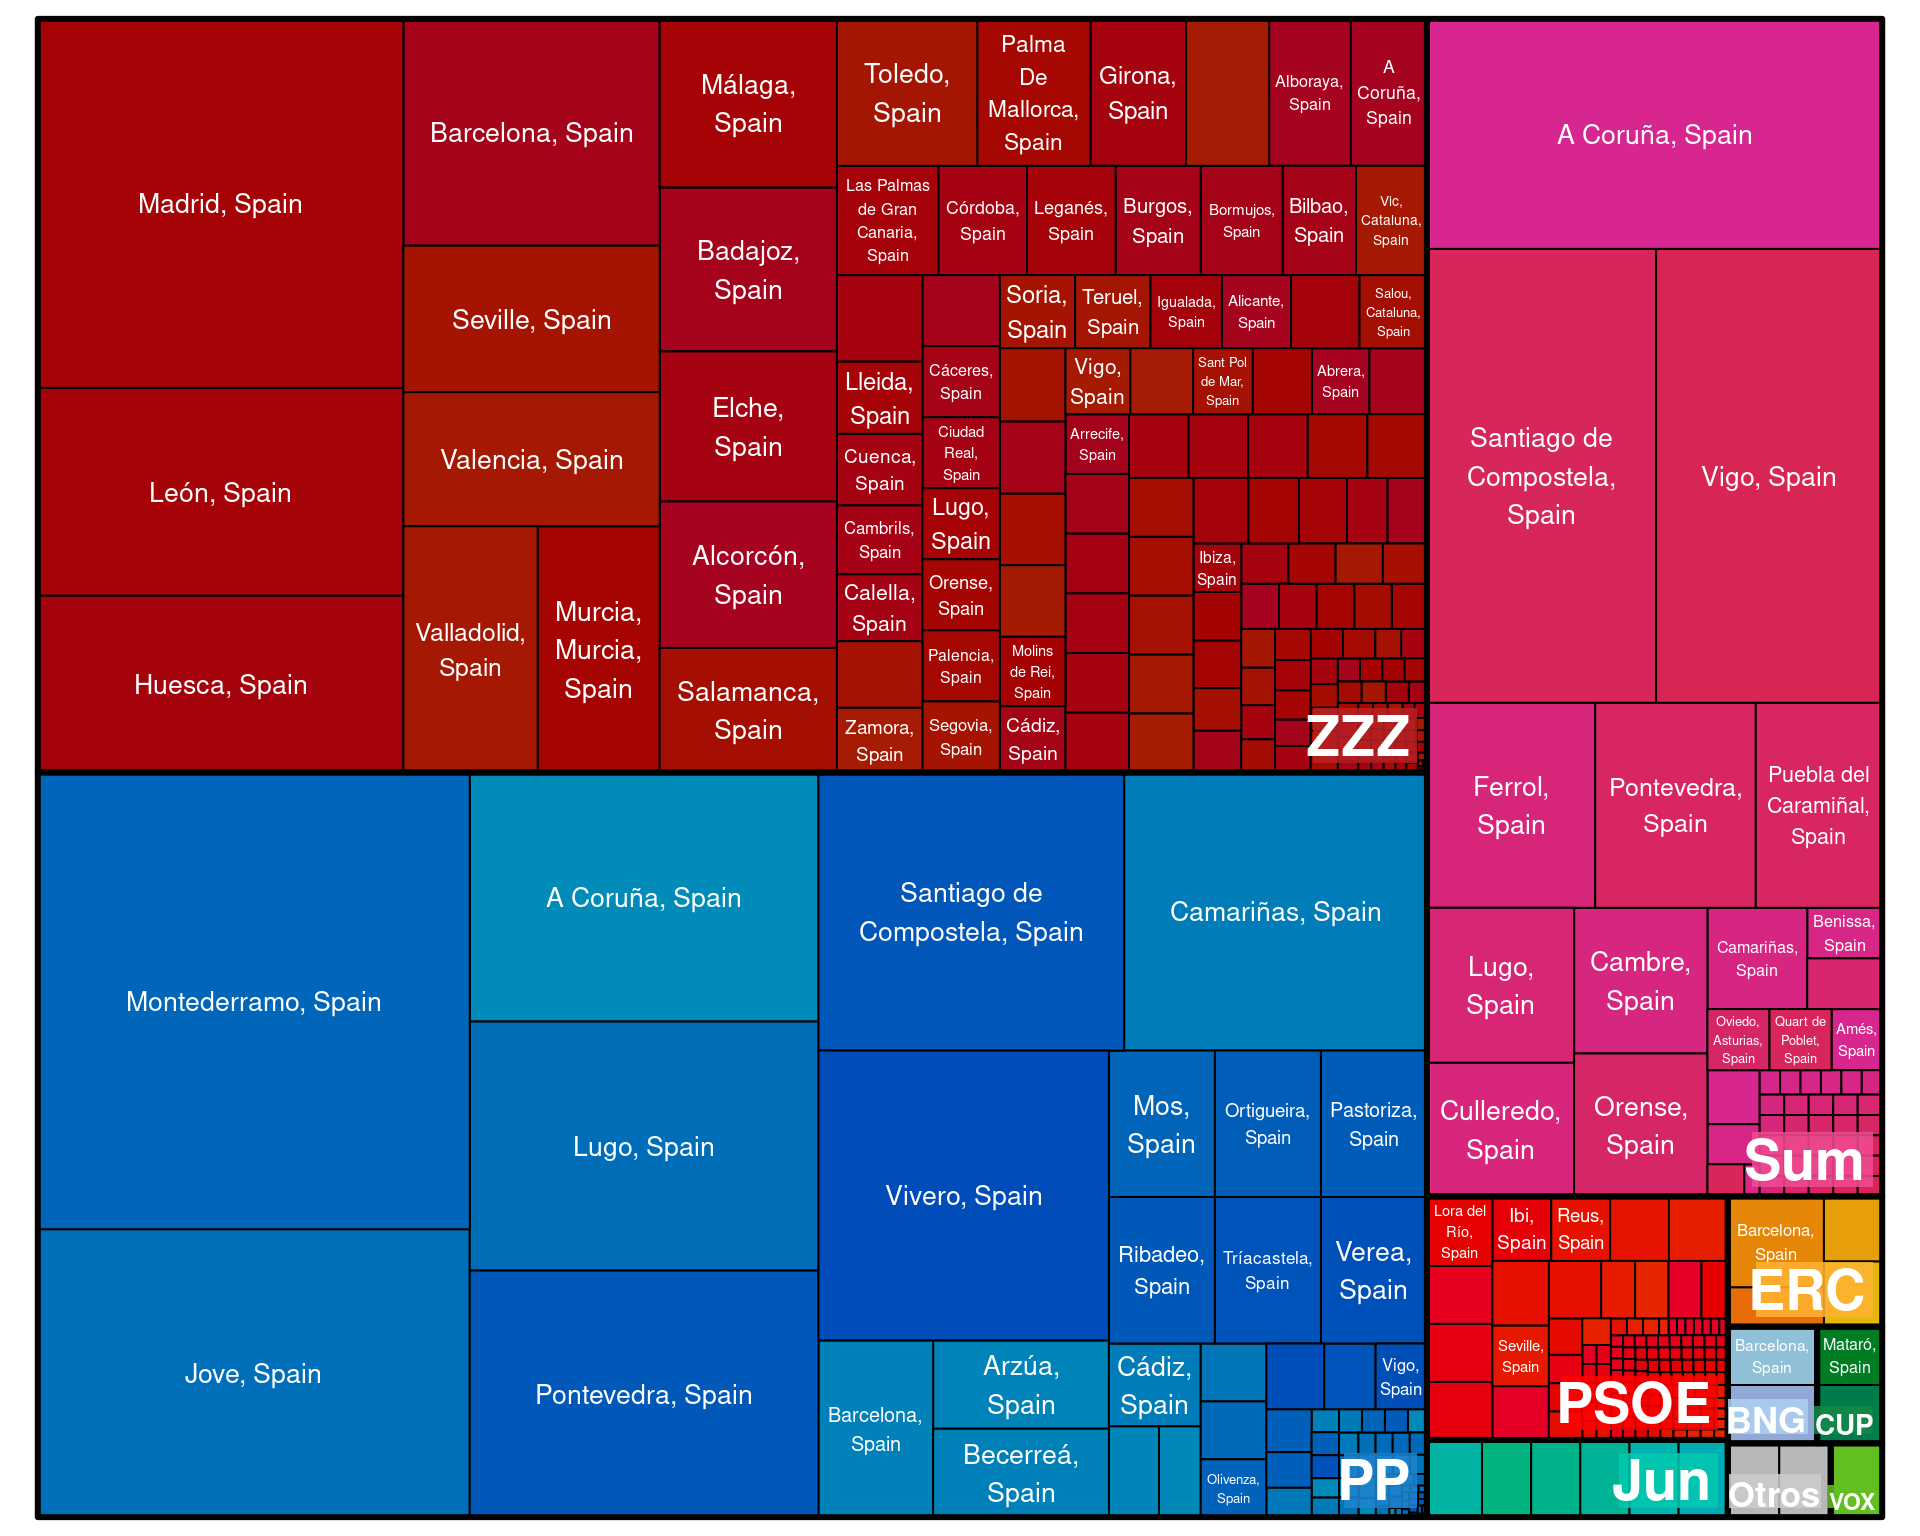 Madrid, Spain
León, Spain
Huesca, Spain
Barcelona, Spain
Seville, Spain
Valencia, Spain
Valladolid,
Spain
Murcia,
Murcia,
Spain
Málaga,
Spain
Badajoz,
Spain
Elche,
Spain
Alcorcón,
Spain
Salamanca,
Spain
Toledo,
Spain
Palma
De
Mallorca,
Spain
Girona,
Spain
Alboraya,
Spain
A
Coruña,
Spain
Las Palmas
de Gran
Canaria,
Spain
Córdoba,
Spain
Leganés,
Spain
Burgos,
Spain
Bormujos,
Spain
Bilbao,
Spain
Vic,
Cataluna,
Spain
Lleida,
Spain
Cuenca,
Spain
Cambrils,
Spain
Calella,
Spain
Zamora,
Spain
Cáceres,
Spain
Ciudad
Real,
Spain
Lugo,
Spain
Orense,
Spain
Palencia,
Spain
Segovia,
Spain
Soria,
Spain
Teruel,
Spain
Igualada,
Spain
Alicante,
Spain
Salou,
Cataluna,
Spain
Molins
de Rei,
Spain
Cádiz,
Spain
Vigo,
Spain
Sant Pol
de Mar,
Spain
Abrera,
Spain
Arrecife,
Spain
Ibiza,
Spain
ZZZ
Montederramo, Spain
Jove, Spain
A Coruña, Spain
Lugo, Spain
Pontevedra, Spain
Santiago de
Compostela, Spain
Camariñas, Spain
Vivero, Spain
Barcelona,
Spain
Arzúa,
Spain
Becerreá,
Spain
Mos,
Spain
Ortigueira,
Spain
Pastoriza,
Spain
Ribadeo,
Spain
Tríacastela,
Spain
Verea,
Spain
Cádiz,
Spain
Olivenza,
Spain
Vigo,
Spain
PP
A Coruña, Spain
Santiago de
Compostela,
Spain
Vigo, Spain
Ferrol,
Spain
Pontevedra,
Spain
Puebla del
Caramiñal,
Spain
Lugo,
Spain
Culleredo,
Spain
Cambre,
Spain
Orense,
Spain
Camariñas,
Spain
Benissa,
Spain
Oviedo,
Asturias,
Spain
Quart de
Poblet,
Spain
Amés,
Spain
Sum
Lora del
Río,
Spain
Ibi,
Spain
Reus,
Spain
Seville,
Spain
PSOE
Barcelona,
Spain
ERC
Barcelona,
Spain
BNG
Mataró,
Spain
CUP
Jun
Otros
VOX